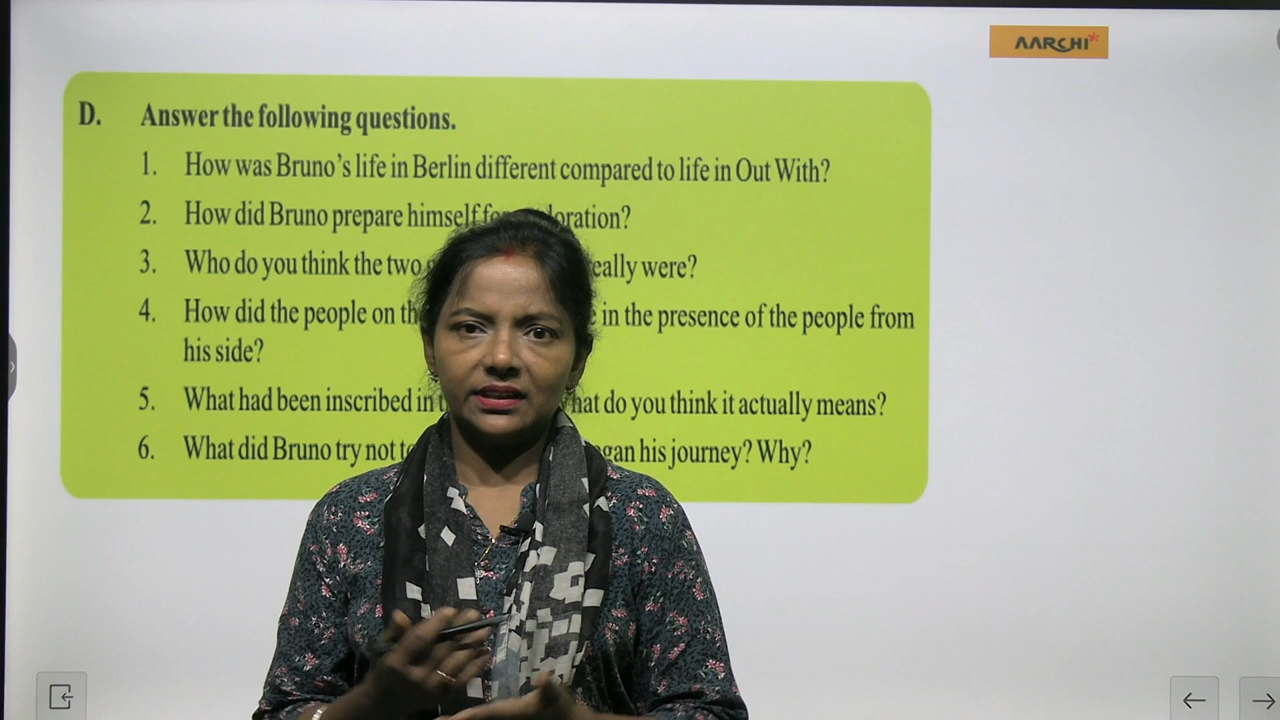 AARCHI*
D. Answer the following questions.
1. How was Bruno's life in Berlin different compared to life in Out With?
2. How did Bruno prepare himself oration?
3. Who do you think the two eally were?
4. How did the people on th in the presence of the people from
his side?
5. What had been inscribed in hat do you think it actually means?
6. What did Bruno try not to gan his journey? Why?